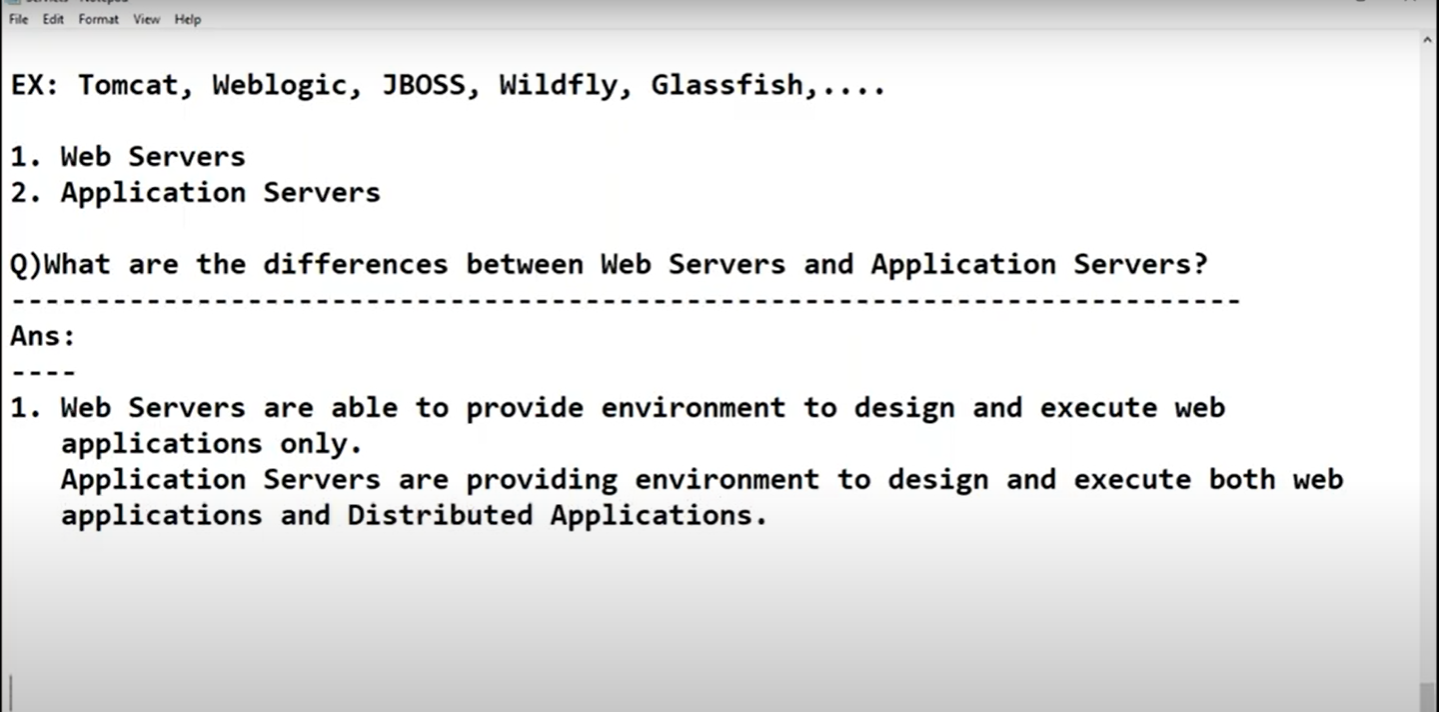 File Edit Format View Help
EX: Tomcat, Weblogic, JBOSS, Wildfly, Glassfish,....
1. Web Servers
2. Application Servers
Q)What are the differences between Web Servers and Application Servers?
-------------------------------------------------------------------------
Ans:
----
1. Web Servers are able to provide environment to design and execute web
applications only.
Application Servers are providing environment to design and execute both web
applications and Distributed Applications.